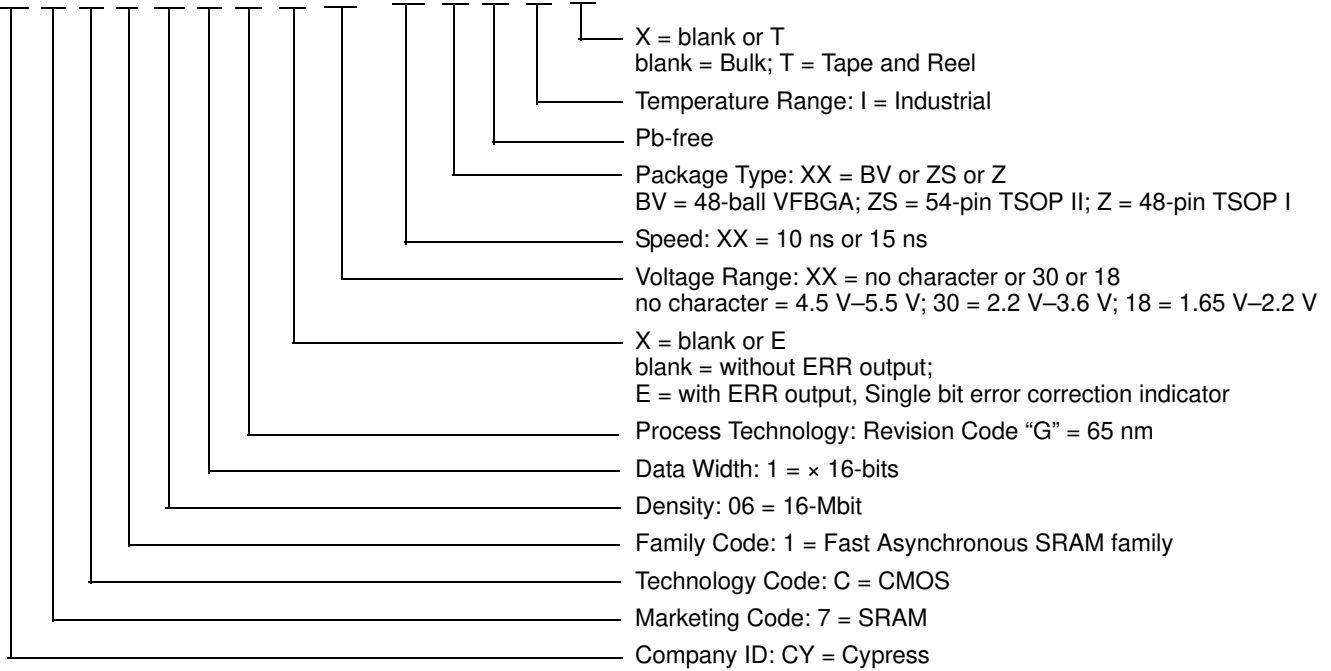 X = blank or T
blank = Bulk; T = Tape and Reel
Temperature Range: I = Industrial
Pb-free
Package Type: XX = BV or ZS or Z
BV = 48-ball VFBGA; ZS = 54-pin TSOP II; Z = 48-pin TSOP I
Speed: XX = 10 ns or 15 ns
Voltage Range: XX = no character or 30 or 18
no character = 4.5 V–5.5 V; 30 = 2.2 V–3.6 V; 18 = 1.65 V–2.2 V
X = blank or E
blank = without ERR output;
E = with ERR output, Single bit error correction indicator
Process Technology: Revision Code “G” = 65 nm
Data Width: 1 = × 16-bits
Density: 06 = 16-Mbit
Family Code: 1 = Fast Asynchronous SRAM family
Technology Code: C = CMOS
Marketing Code: 7 = SRAM
Company ID: CY = Cypress